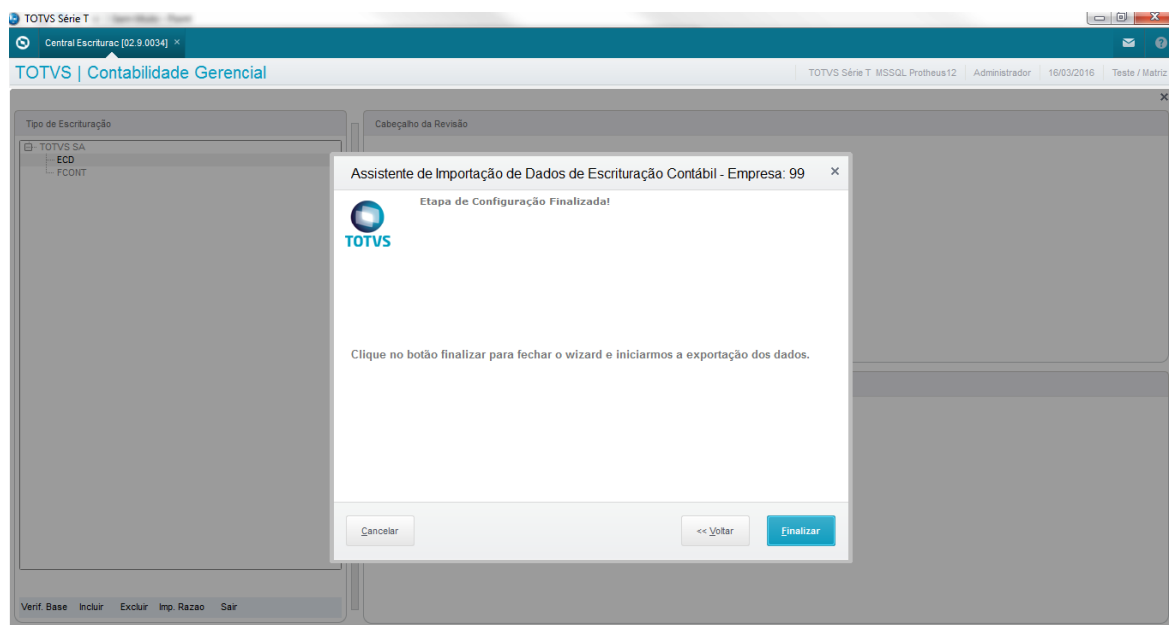 TOTVS Série T
Central Escriturac [02.9.0034] ×
TOTVS | Contabilidade Gerencial
TOTVS Série T MSSQL Protheus12 Administrador 16/03/2016 Teste / Matriz
Tipo de Escrituração
Cabeçalho da Revisão
TOTVS SA
ECD
FCONT
Assistente de Importação de Dados de Escrituração Contábil - Empresa: 99
Etapa de Configuração Finalizada!
TOTVS
Clique no botão finalizar para fechar o wizard e iniciarmos a exportação dos dados.
Cancelar
<< Voltar
Finalizar
Verif. Base Incluir Excluir Imp. Razao Sair